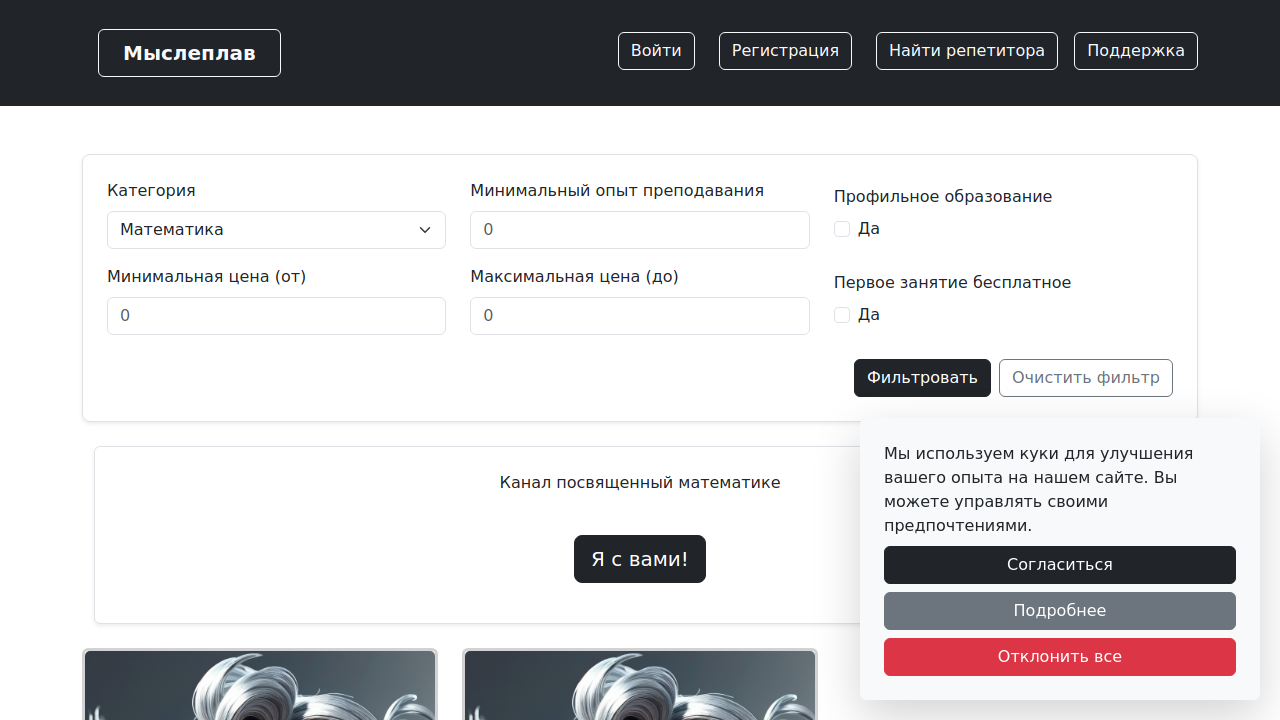 Мыслеплав
Войти
Регистрация
Найти репетитора
Поддержка
Категория
Математика
Минимальный опыт преподавания
0
Профильное образование
Да
Минимальная цена (от)
0
Максимальная цена (до)
0
Первое занятие бесплатное
Да
Фильтровать
Очистить фильтр
Канал посвященный математике
Я с вами!
Мы используем куки для улучшения
вашего опыта на нашем сайте. Вы
можете управлять своими
предпочтениями.
Согласиться
Подробнее
Отклонить все